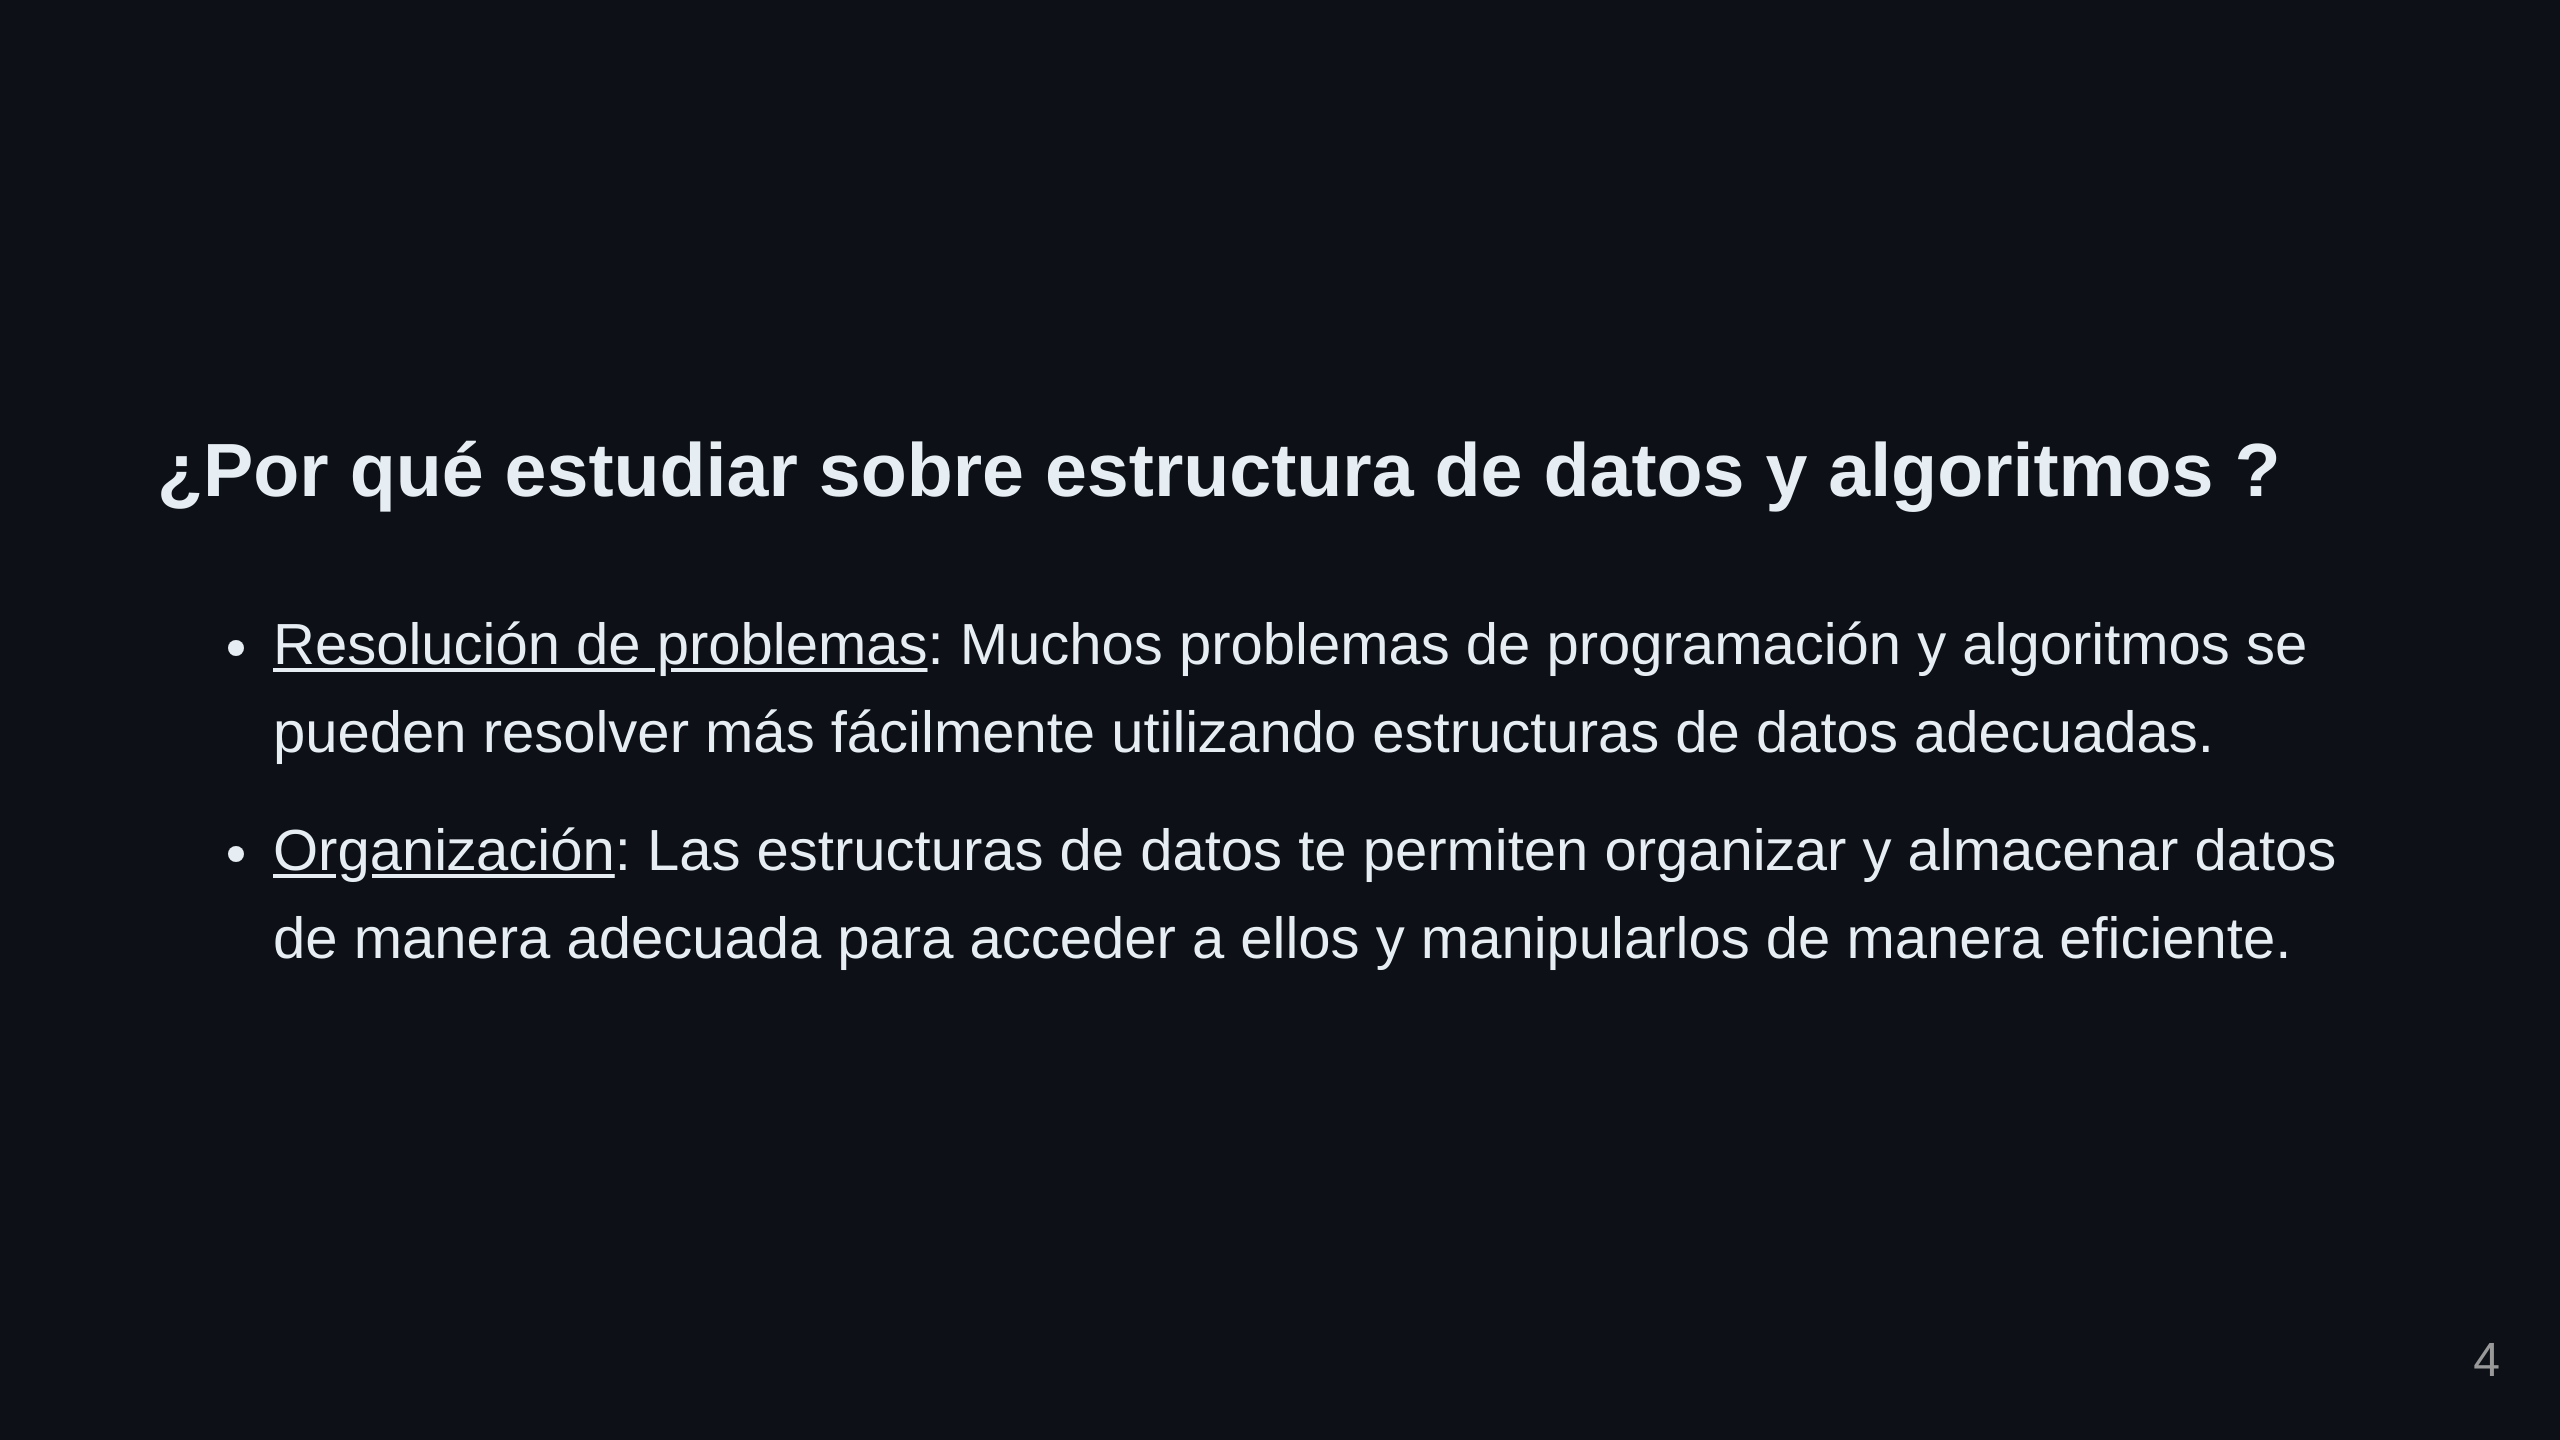 ¿Por qué estudiar sobre estructura de datos y algoritmos ?
• Resolución de problemas: Muchos problemas de programación y algoritmos se
pueden resolver más fácilmente utilizando estructuras de datos adecuadas.
• Organización: Las estructuras de datos te permiten organizar y almacenar datos
de manera adecuada para acceder a ellos y manipularlos de manera eficiente.
4